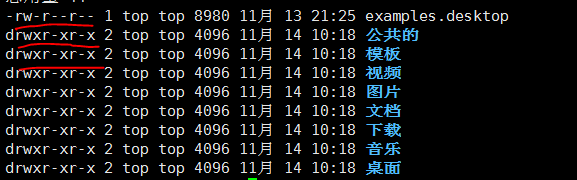 -rw-r--r-- 1 top top 8980 11月 13 21:25 examples.desktop
drwxr-xr-x 2 top top 4096 11月 14 10:18 公共的
drwxr-xr-x 2 top top 4096 11月 14 10:18 模板
drwxr-xr-x 2 top top 4096 11月 14 10:18 视频
drwxr-xr-x 2 top top 4096 11月 14 10:18 图片
drwxr-xr-x 2 top top 4096 11月 14 10:18 文档
drwxr-xr-x 2 top top 4096 11月 14 10:18 下载
drwxr-xr-x 2 top top 4096 11月 14 10:18 音乐
drwxr-xr-x 2 top top 4096 11月 14 10:18 桌面